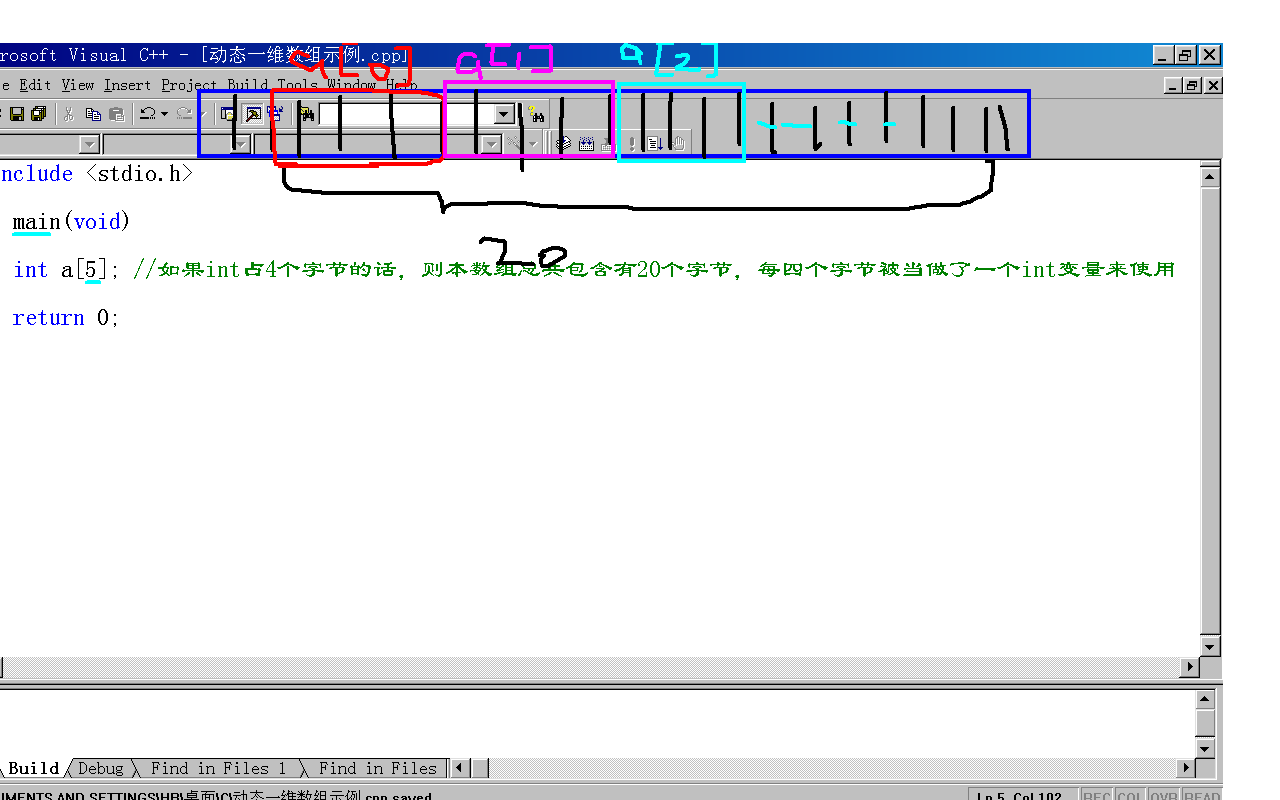 rosoft Visual C++ - [动态一维数组示例.cpp]
a[0] a[1] a[2]
e Edit View Insert Project Build Tools Window Help
nclude <stdio.h>
main(void)
20
int a[5]; //如果int占4个字节的话, 则本数组总共包含有20个字节, 每四个字节被当做了一个int变量来使用
return 0;
Build Debug Find in Files 1 Find in Files
UMENTS AND SETTINGS\HB\桌面\C\动态一维数组示例.cpp saved
Ln 5, Col 102 REC COL OVR READ